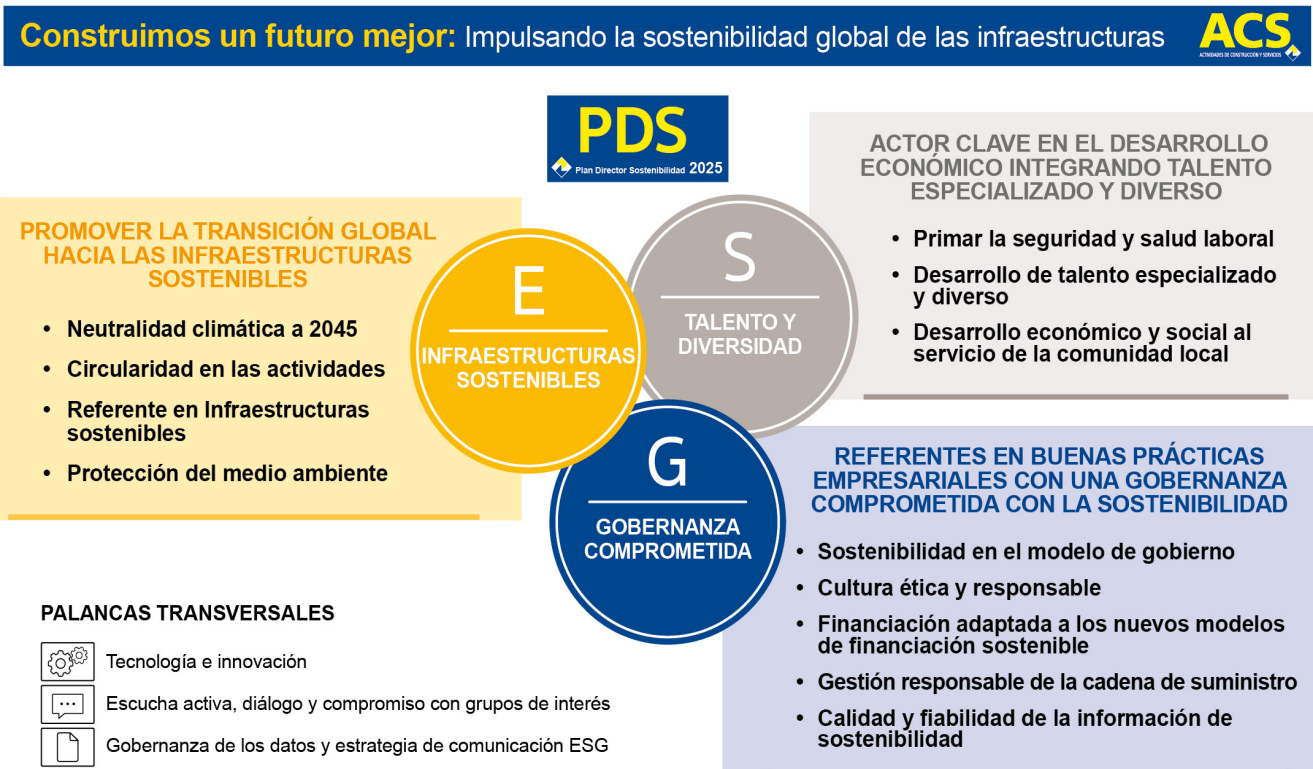 Construimos un futuro mejor: Impulsando la sostenibilidad global de las infraestructuras
ACS
ACTIVIDADES DE CONSTRUCCIÓN Y SERVICIOS
PDS
Plan Director Sostenibilidad 2025
PROMOVER LA TRANSICIÓN GLOBAL
HACIA LAS INFRAESTRUCTURAS
SOSTENIBLES
• Neutralidad climática a 2045
• Circularidad en las actividades
• Referente en Infraestructuras
sostenibles
• Protección del medio ambiente
E
INFRAESTRUCTURAS
SOSTENIBLES
S
TALENTO Y
DIVERSIDAD
G
GOBERNANZA
COMPROMETIDA
ACTOR CLAVE EN EL DESARROLLO
ECONÓMICO INTEGRANDO TALENTO
ESPECIALIZADO Y DIVERSO
• Primar la seguridad y salud laboral
• Desarrollo de talento especializado
y diverso
• Desarrollo económico y social al
servicio de la comunidad local
REFERENTES EN BUENAS PRÁCTICAS
EMPRESARIALES CON UNA GOBERNANZA
COMPROMETIDA CON LA SOSTENIBILIDAD
• Sostenibilidad en el modelo de gobierno
• Cultura ética y responsable
• Financiación adaptada a los nuevos modelos
de financiación sostenible
• Gestión responsable de la cadena de suministro
• Calidad y fiabilidad de la información de
sostenibilidad
PALANCAS TRANSVERSALES
Tecnología e innovación
Escucha activa, diálogo y compromiso con grupos de interés
Gobernanza de los datos y estrategia de comunicación ESG